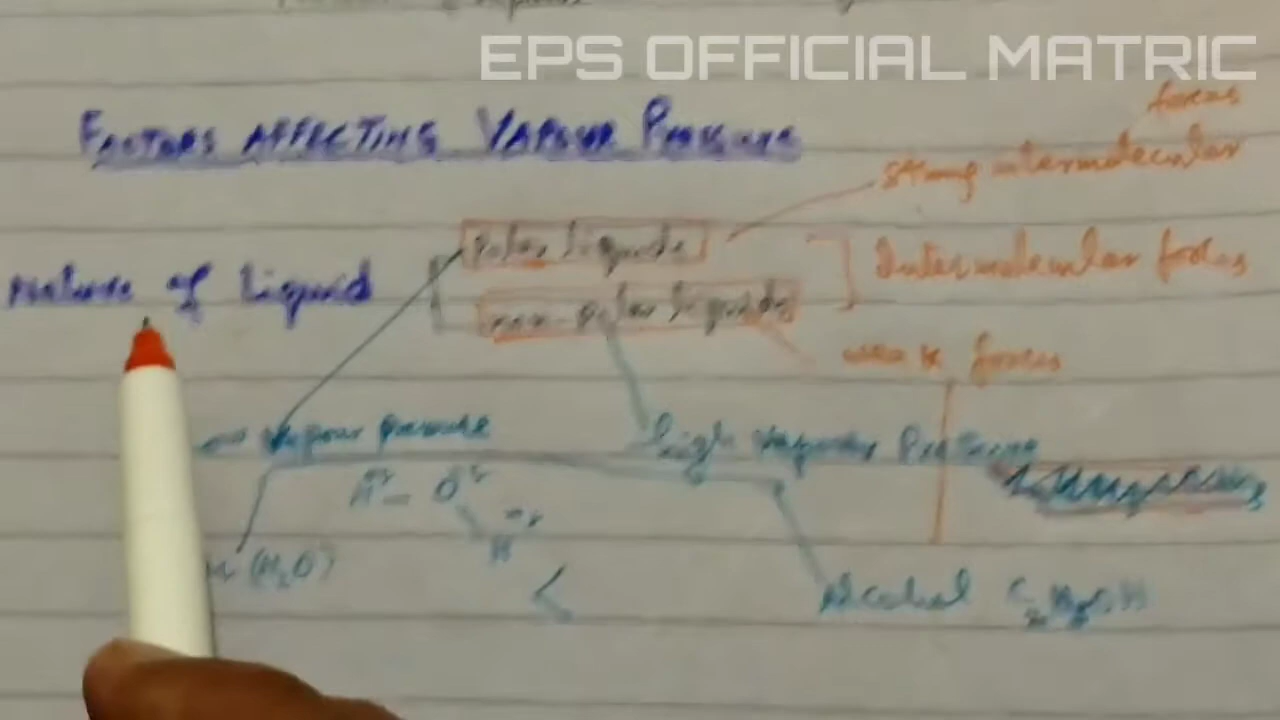 EPS OFFICIAL MATRIC
FACTORS AFFECTING VAPOUR PRESSURE
forces
strong intermolecular
polar liquids
Intermolecular forces
nature of liquid
non-polar liquids
weak forces
vapour pressure
high vapour pressure
H
O
H
(H₂O)
<
Alcohol C₂H₅OH